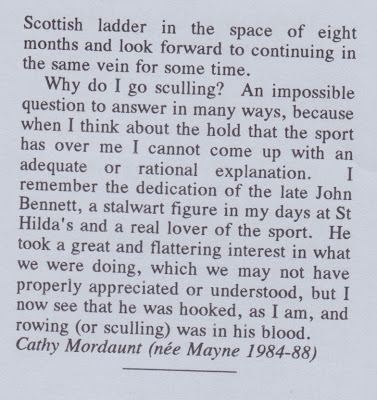 Scottish ladder in the space of eight
months and look forward to continuing in
the same vein for some time.
Why do I go sculling? An impossible
question to answer in many ways, because
when I think about the hold that the sport
has over me I cannot come up with an
adequate or rational explanation. I
remember the dedication of the late John
Bennett, a stalwart figure in my days at St
Hilda's and a real lover of the sport. He
took a great and flattering interest in what
we were doing, which we may not have
properly appreciated or understood, but I
now see that he was hooked, as I am, and
rowing (or sculling) was in his blood.
Cathy Mordaunt (née Mayne 1984-88)